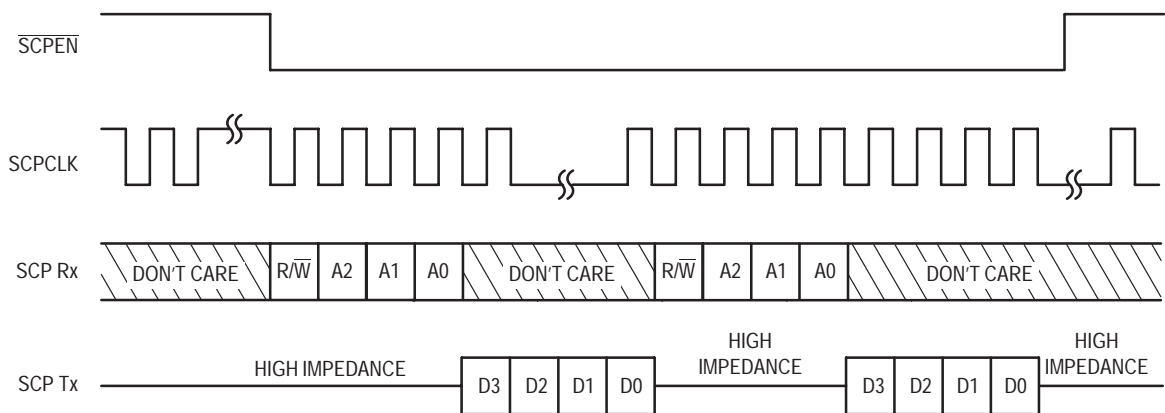 S̅C̅P̅E̅N̅
SCPCLK
SCP Rx
DON'T CARE R/W̅ A2 A1 A0 DON'T CARE R/W̅ A2 A1 A0 DON'T CARE
HIGH IMPEDANCE
HIGH
IMPEDANCE
HIGH
IMPEDANCE
SCP Tx
D3 D2 D1 D0 D3 D2 D1 D0